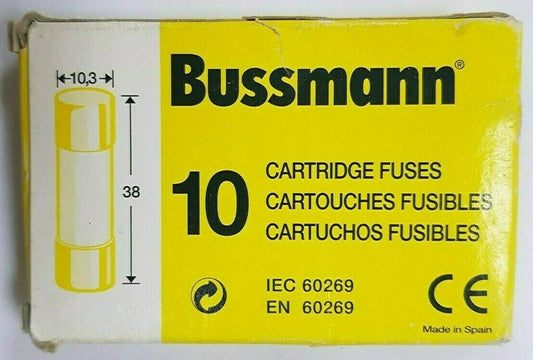 Bussmann®
10,3
38
10
CARTRIDGE FUSES
CARTOUCHES FUSIBLES
CARTUCHOS FUSIBLES
IEC 60269
EN 60269
CE
Made in Spain